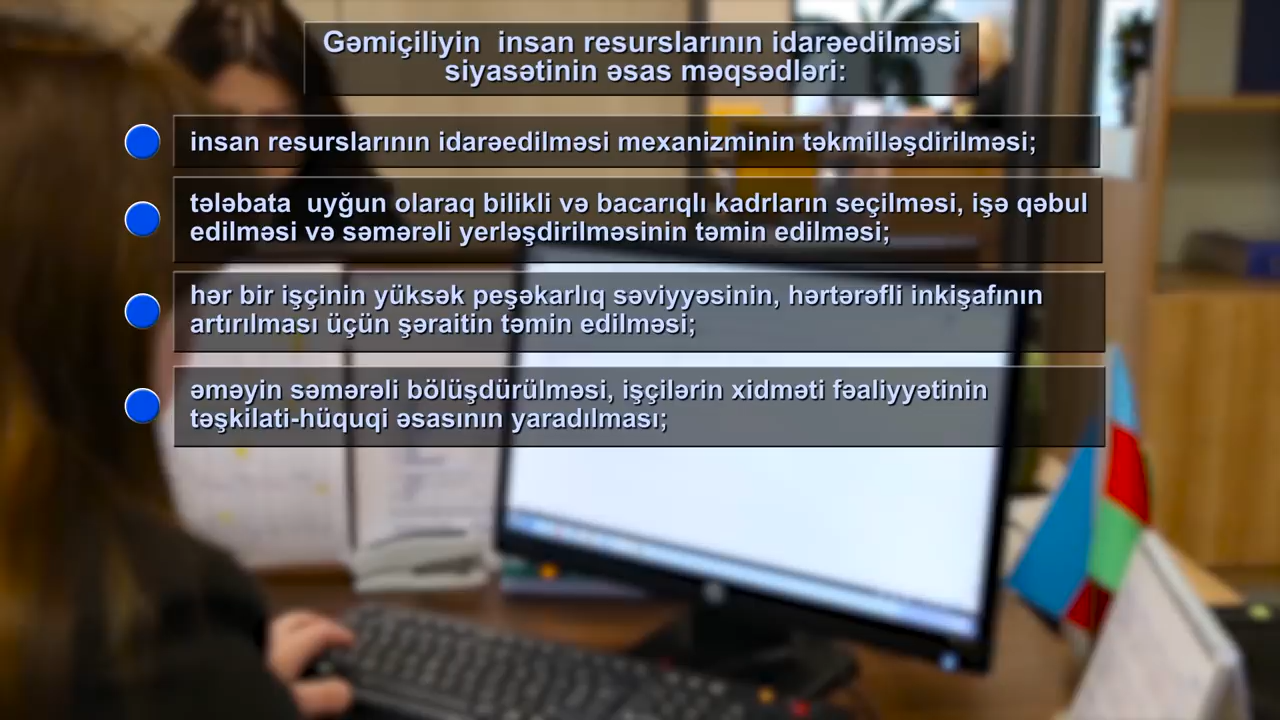 Gəmiçiliyin  insan resurslarının idarəedilməsi
siyasətinin əsas məqsədləri:
insan resurslarının idarəedilməsi mexanizminin təkmilləşdirilməsi;
tələbata  uyğun olaraq bilikli və bacarıqlı kadrların seçilməsi, işə qəbul
edilməsi və səmərəli yerləşdirilməsinin təmin edilməsi;
hər bir işçinin yüksək peşəkarlıq səviyyəsinin, hərtərəfli inkişafının
artırılması üçün şəraitin təmin edilməsi;
əməyin səmərəli bölüşdürülməsi, işçilərin xidməti fəaliyyətinin
təşkilati-hüquqi əsasının yaradılması;